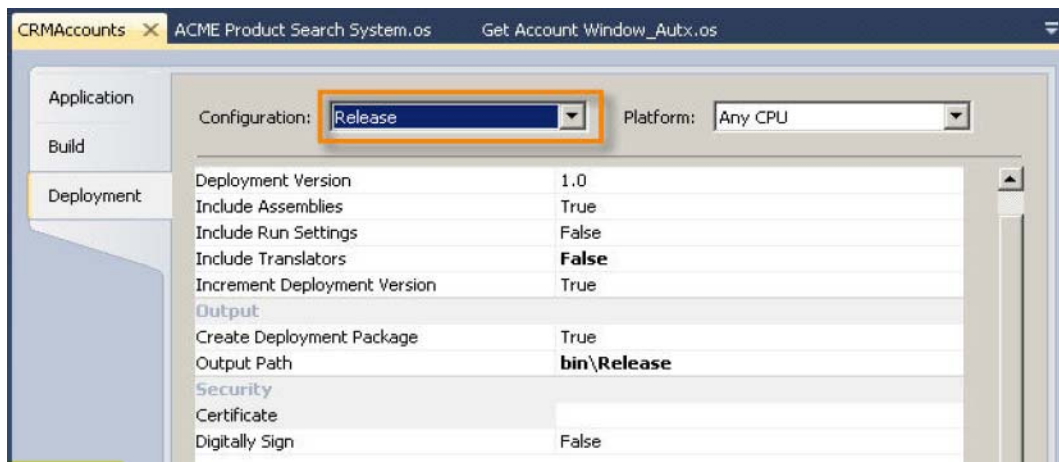 CRMAccounts ACME Product Search System.os Get Account Window_Autx.os
Application
Build
Deployment
Configuration: Release Platform: Any CPU
Deployment Version 1.0
Include Assemblies True
Include Run Settings False
Include Translators False
Increment Deployment Version True
Output
Create Deployment Package True
Output Path bin\Release
Security
Certificate
Digitally Sign False